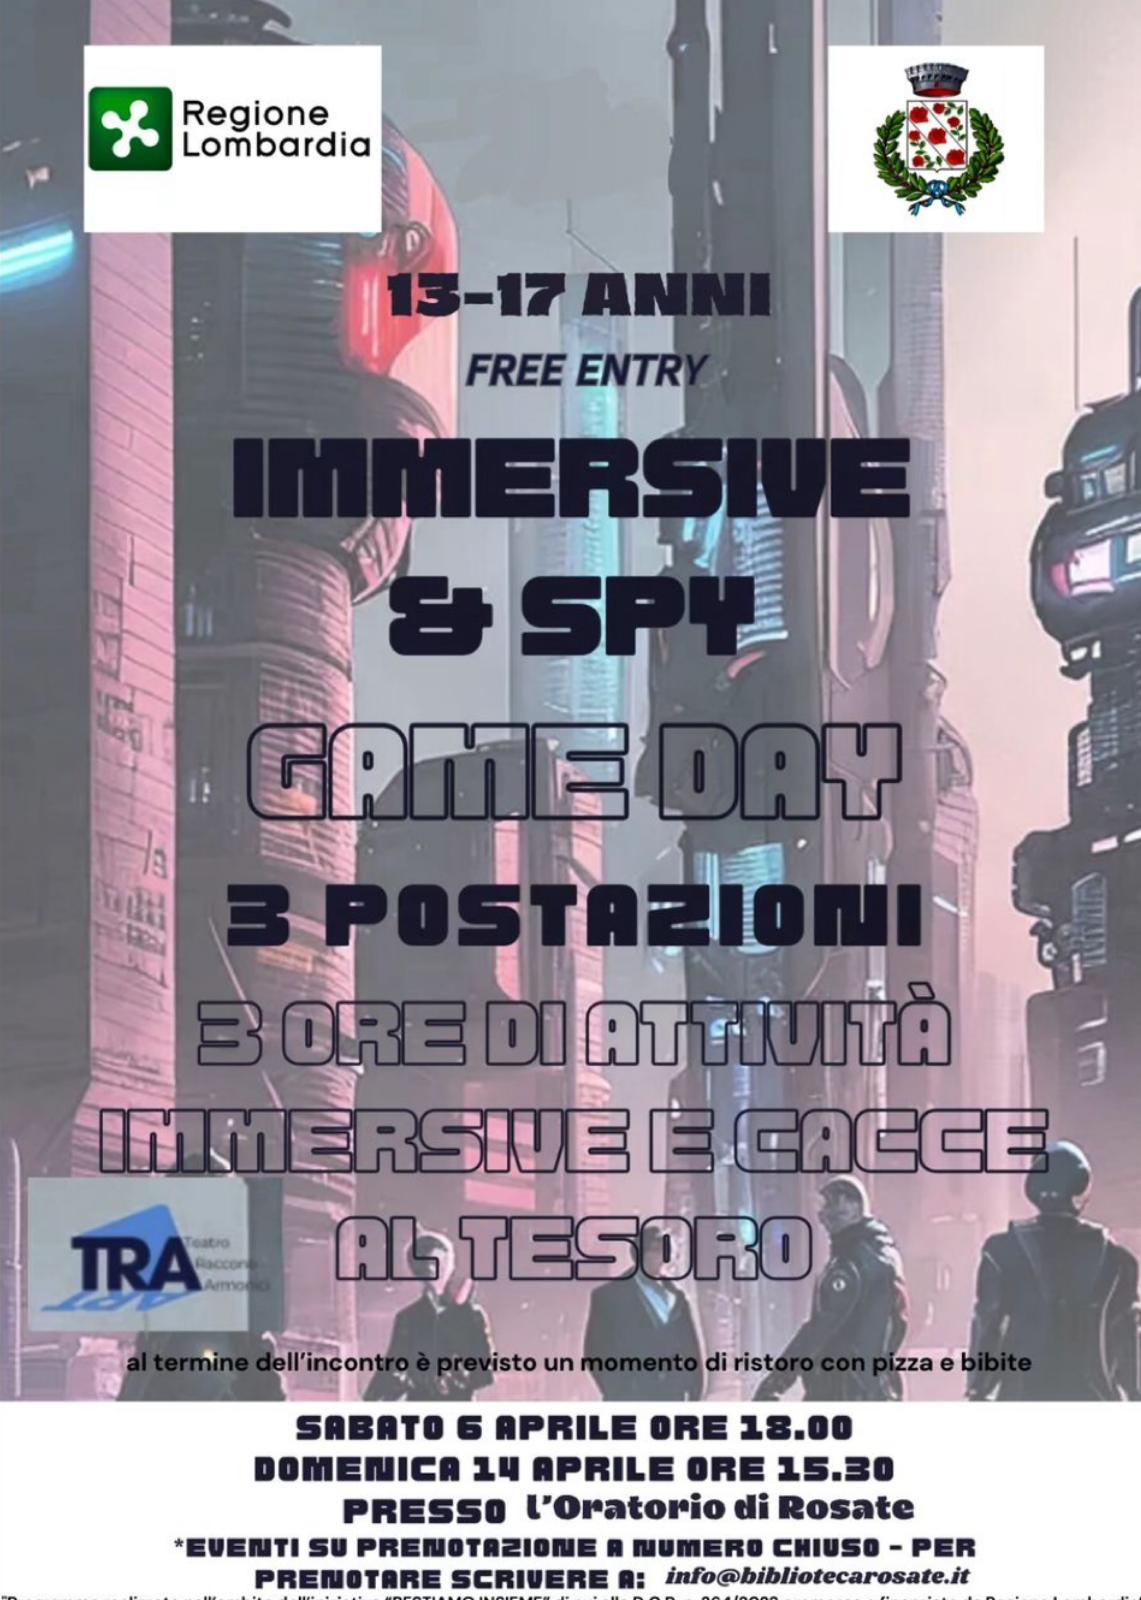 Regione
Lombardia
13-17 ANNI
FREE ENTRY
IMMERSIVE
& SPY
GAME DAY
3 POSTAZIONI
3 ORE DI ATTIVITÀ
IMMERSIVE E CACCE
AL TESORO
TRA
ART
Teatro
Racconti
Armonici
al termine dell'incontro è previsto un momento di ristoro con pizza e bibite
SABATO 6 APRILE ORE 18.00
DOMENICA 14 APRILE ORE 15.30
PRESSO l'Oratorio di Rosate
*EVENTI SU PRENOTAZIONE A NUMERO CHIUSO - PER
PRENOTARE SCRIVERE A: info@bibliotecarosate.it